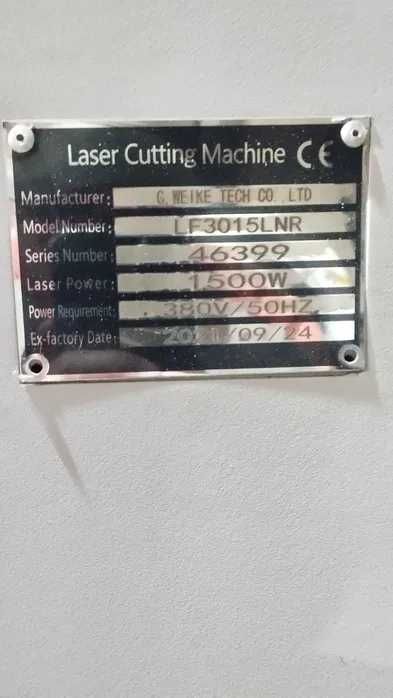 Laser Cutting Machine CE
Manufacturer: G.WEIKE TECH CO.,LTD
Model Number: LF3015LNR
Series Number: 46399
Laser Power: 1500W
Power Requirement: 380V/50HZ
Ex-factory Date: /09/24